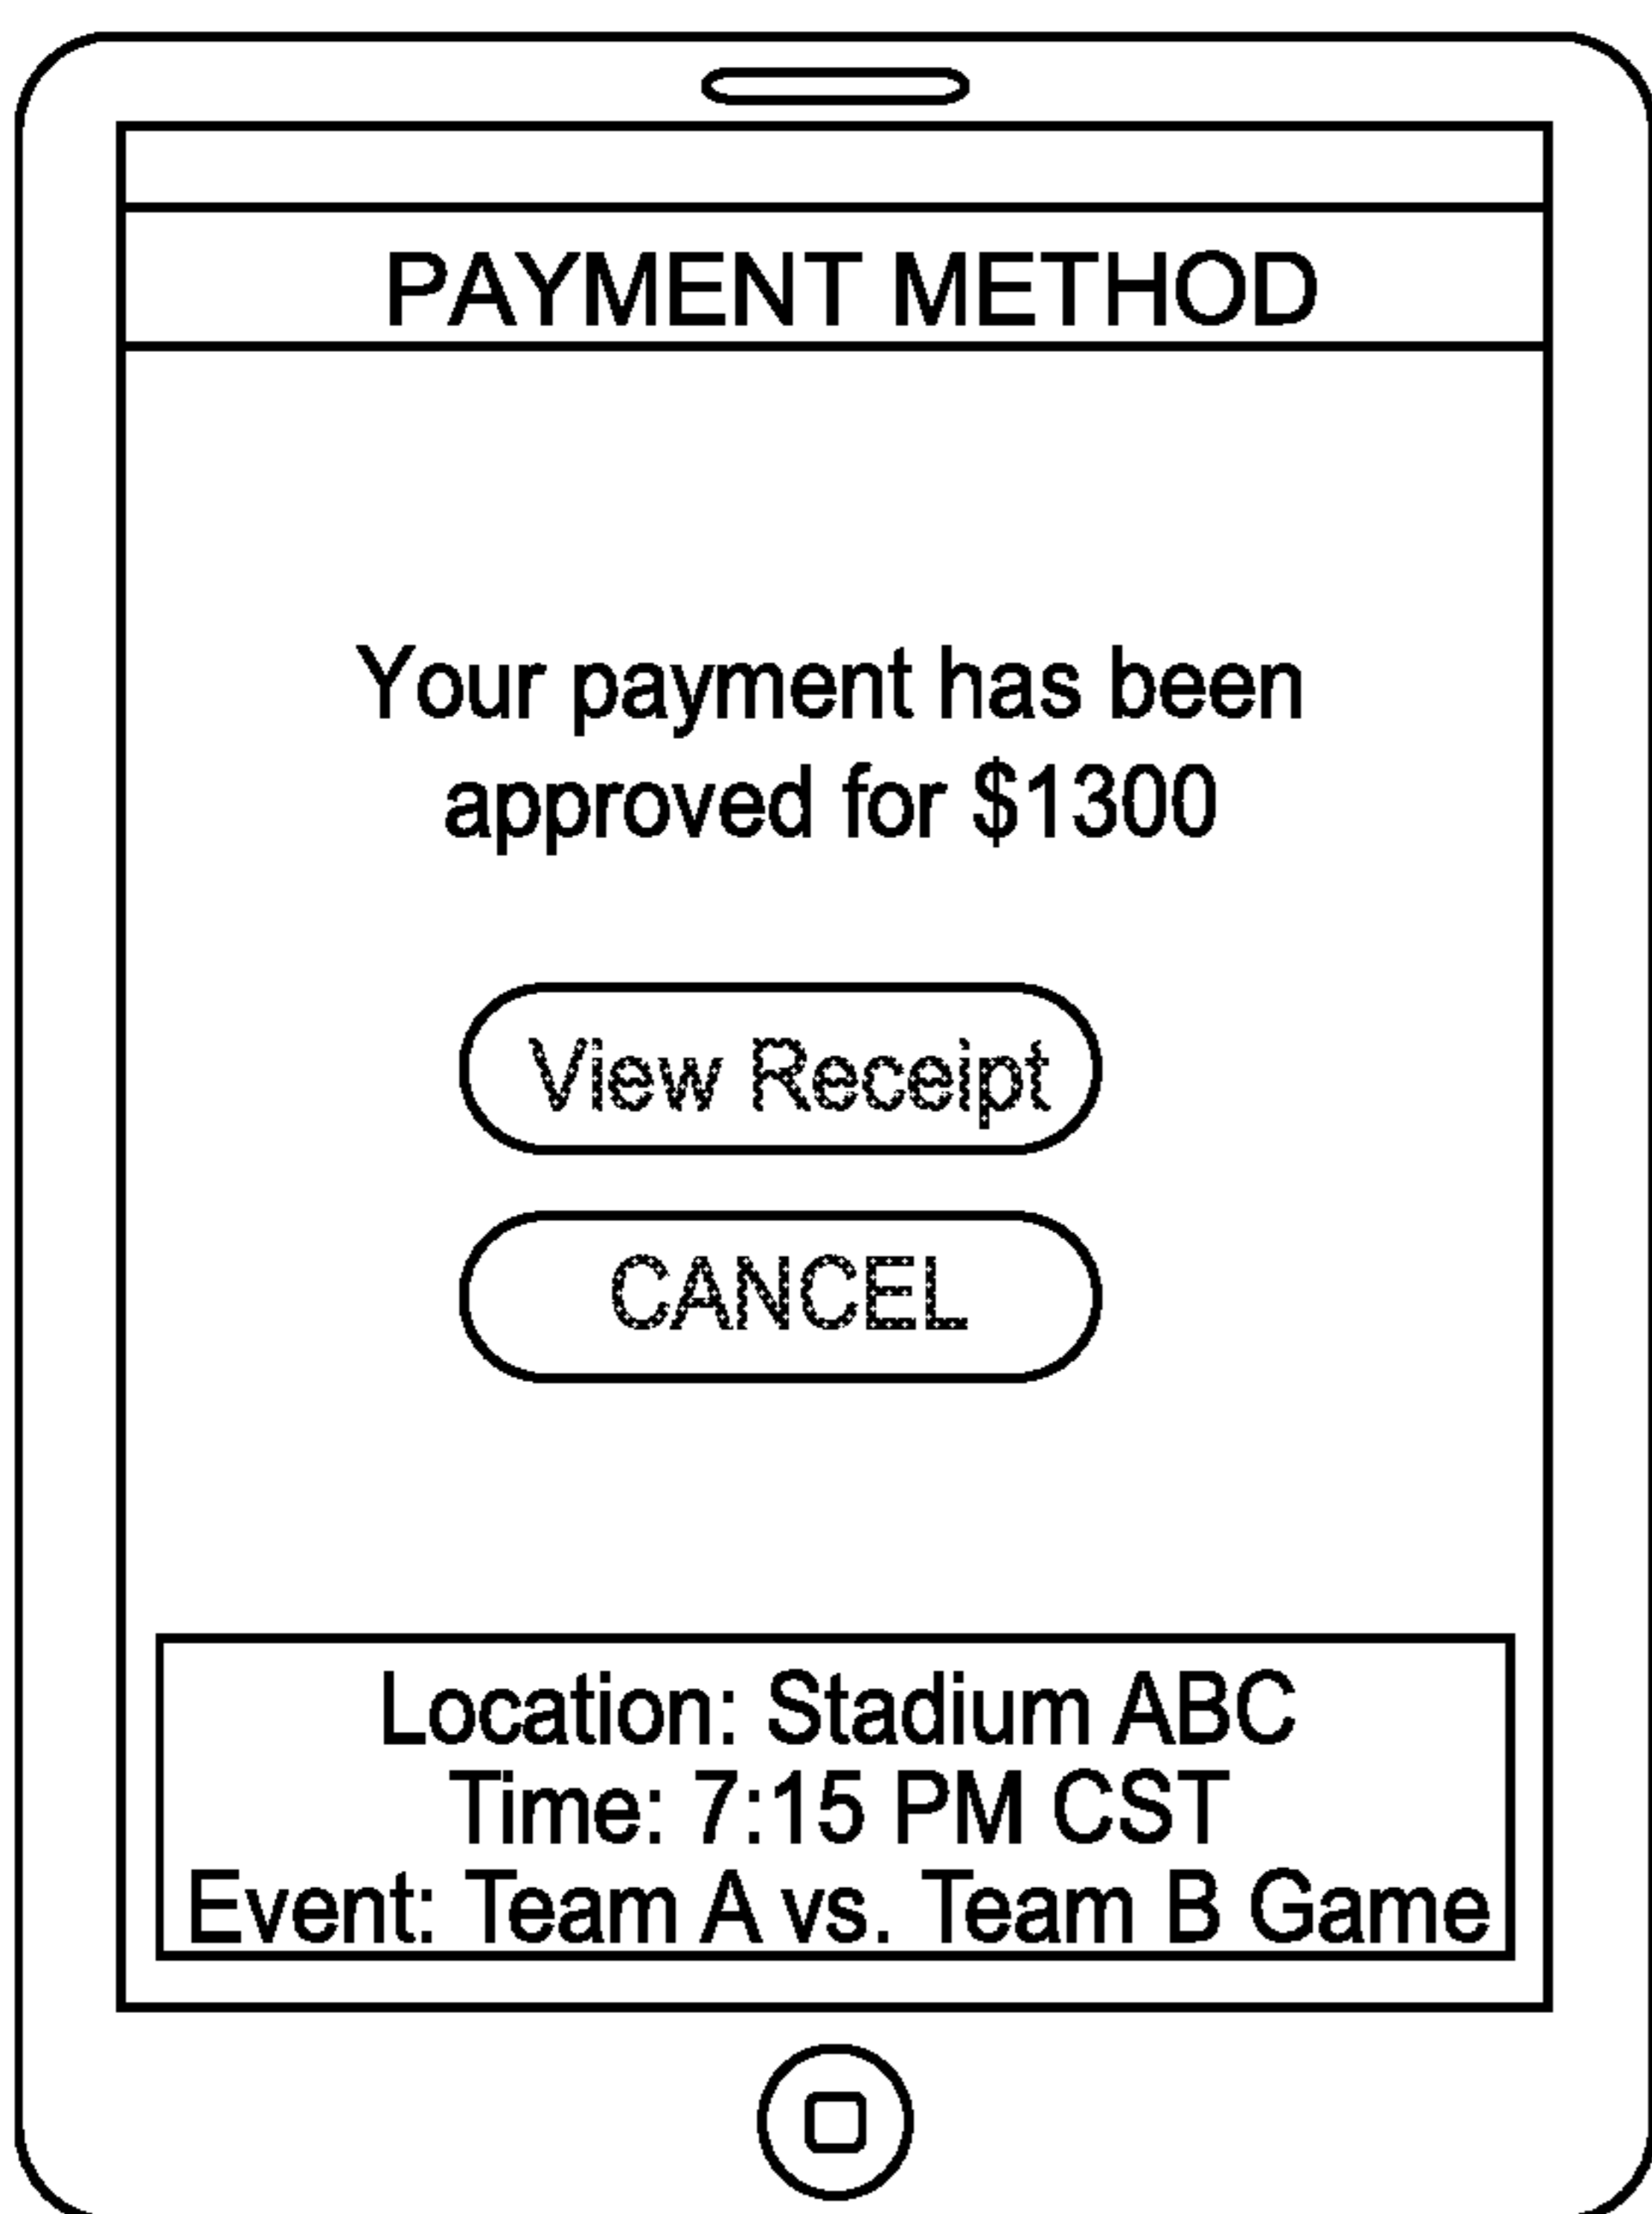 PAYMENT METHOD
Your payment has been
approved for $1300
View Receipt
CANCEL
Location: Stadium ABC
Time: 7:15 PM CST
Event: Team A vs. Team B Game